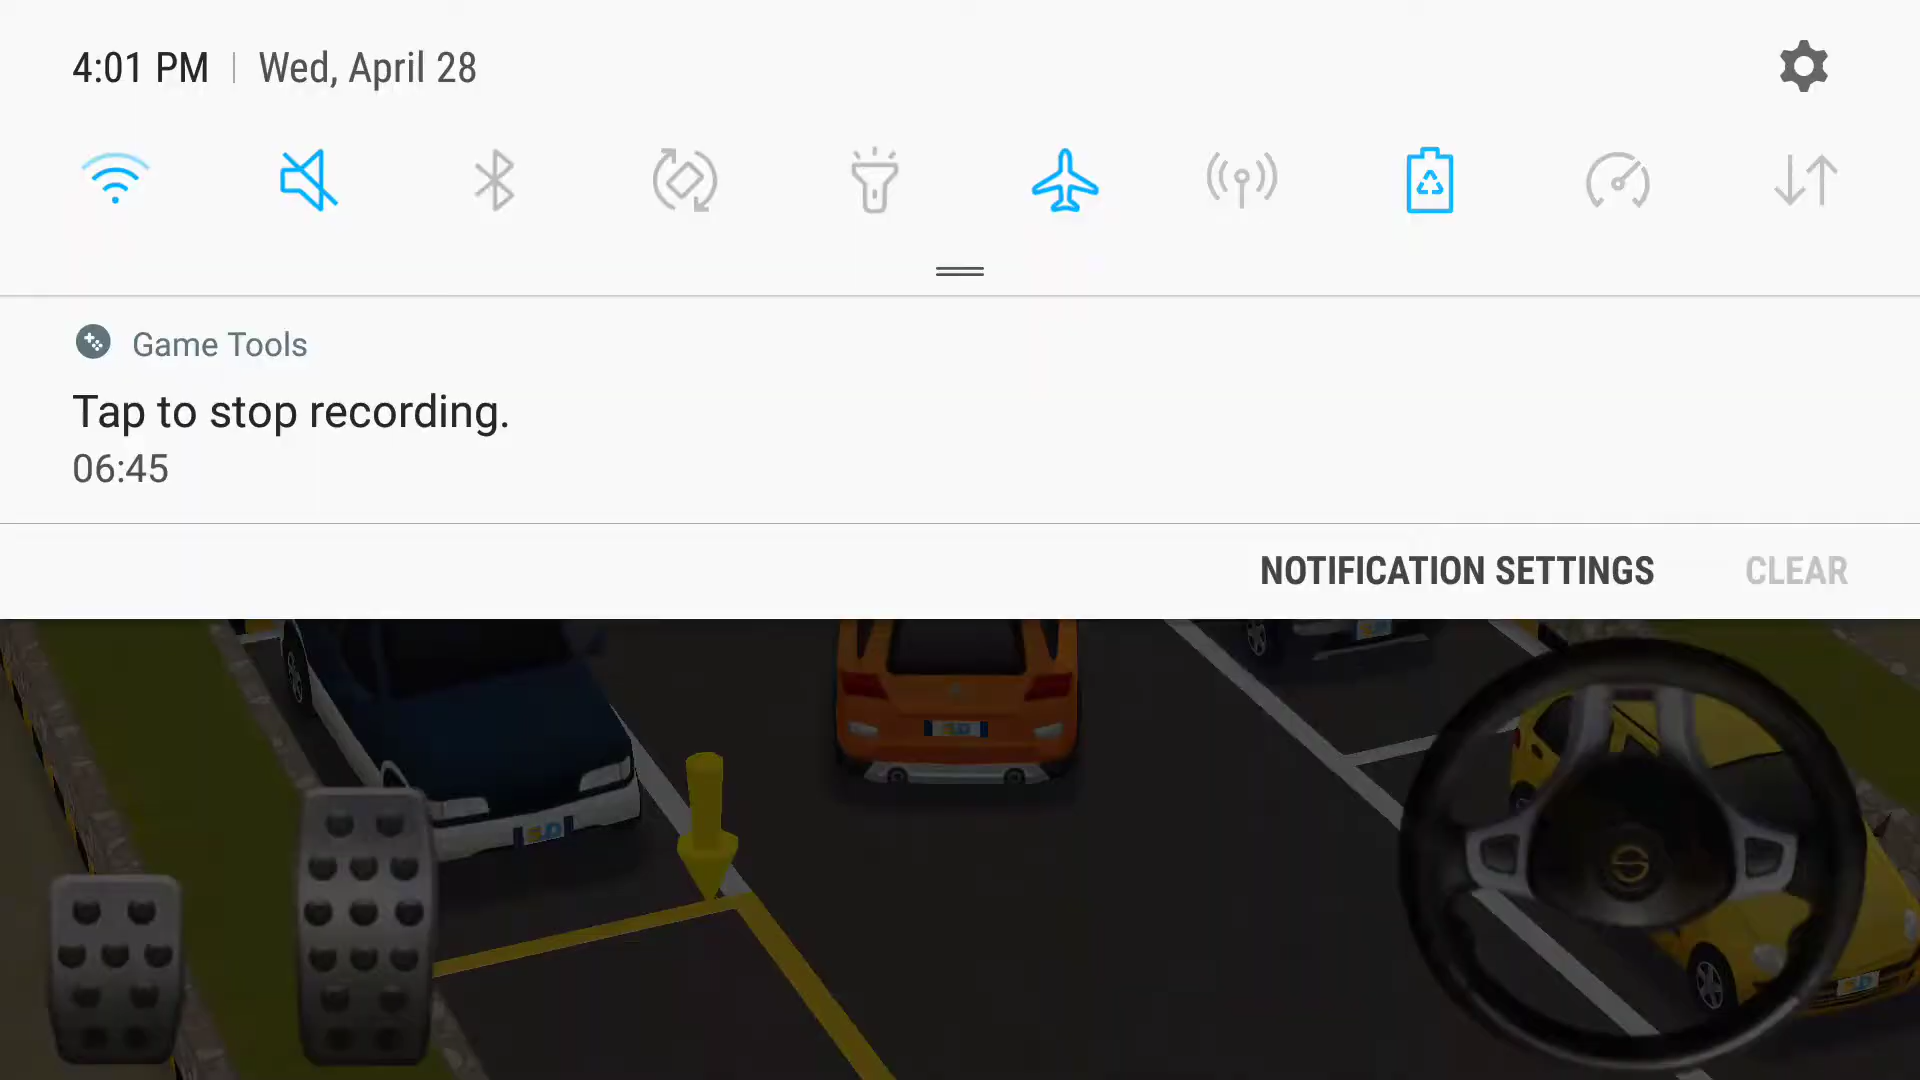 4:01 PM | Wed, April 28
Game Tools
Tap to stop recording.
06:45
NOTIFICATION SETTINGS CLEAR